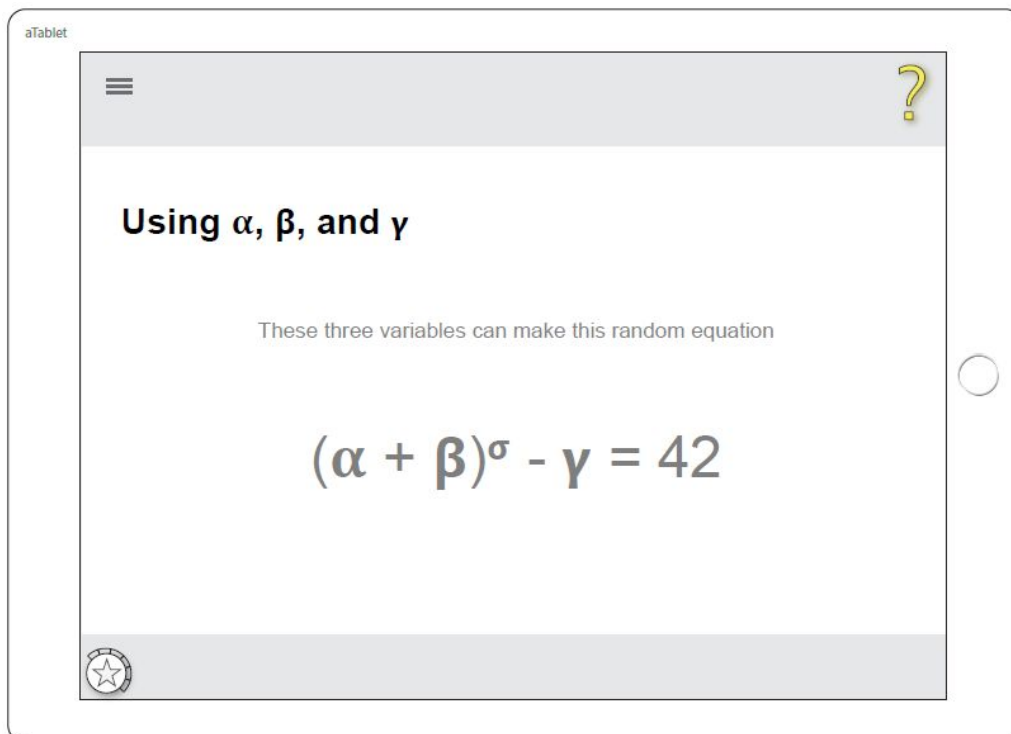 aTablet
?
Using α, β, and γ
These three variables can make this random equation
(α + β)^σ - γ = 42